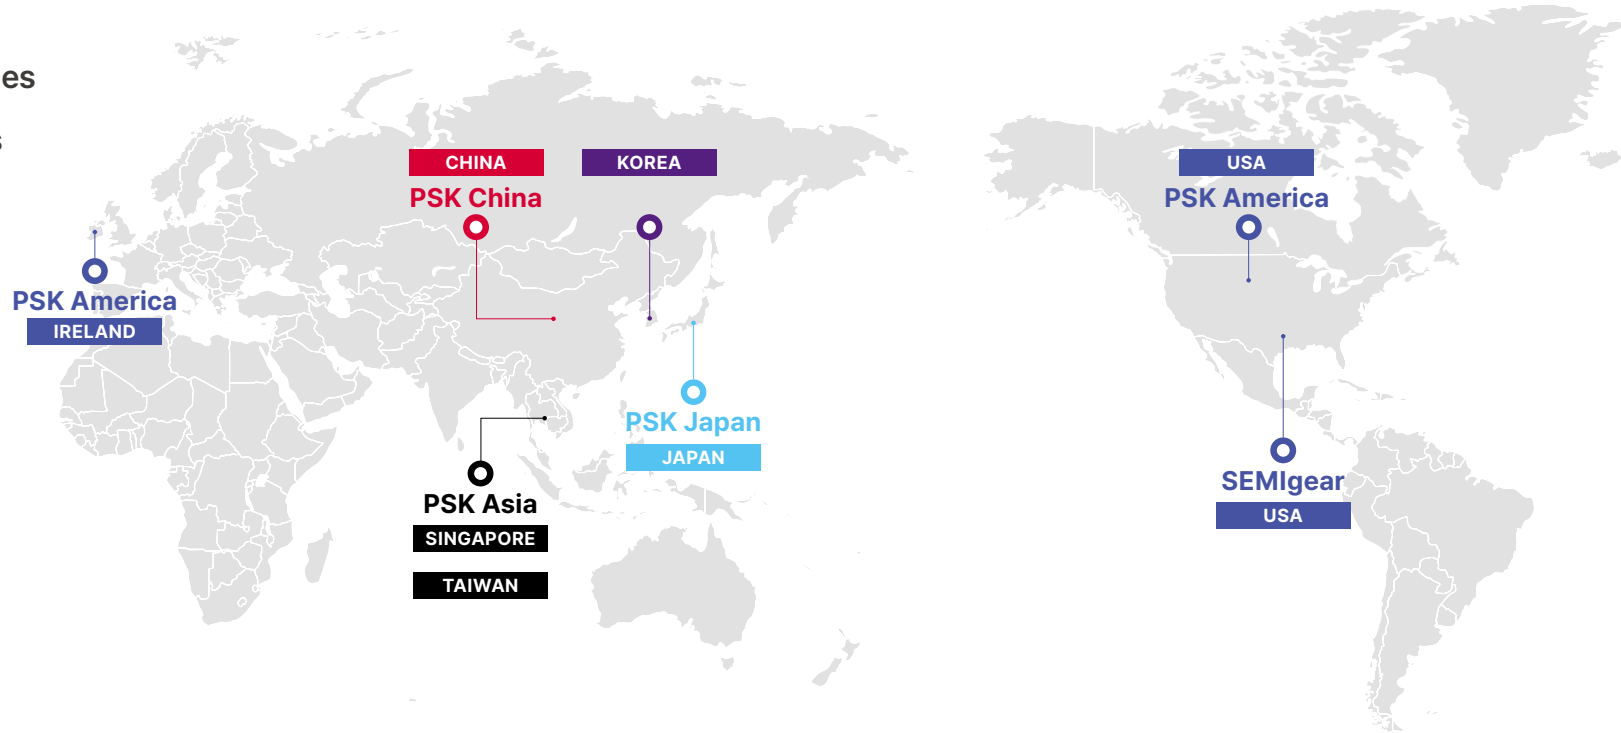 es
s
CHINA
PSK China
KOREA
USA
PSK America
PSK America
IRELAND
PSK Japan
JAPAN
PSK Asia
SINGAPORE
TAIWAN
SEMIgear
USA